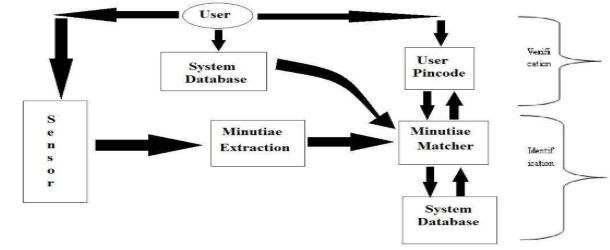 User
System
Database
User
Pincode
Verifi
cation
S
e
n
s
o
r
Minutiae
Extraction
Minutiae
Matcher
Identif
ication
System
Database